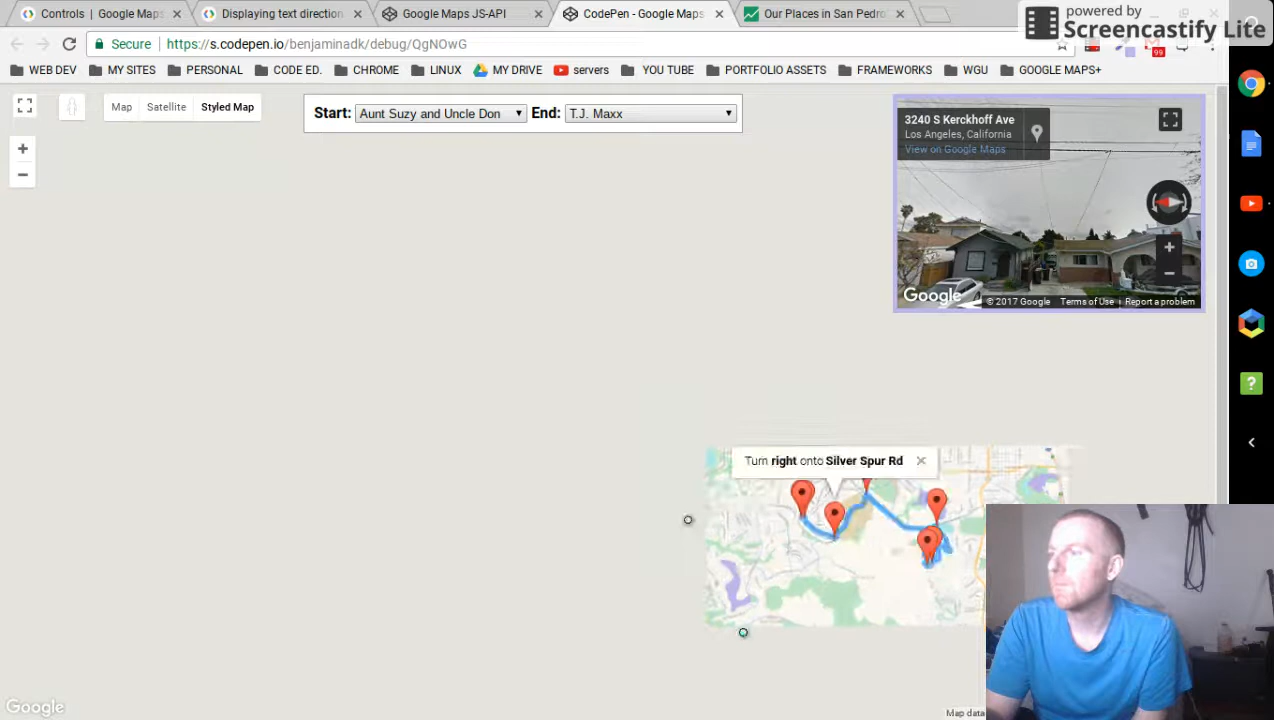 Controls | Google Maps
Displaying text direction
Google Maps JS-API
CodePen - Google Maps
Our Places in San Pedro
powered by
Screencastify Lite
Secure
https://s.codepen.io/benjaminadk/debug/QgNOwG
99
WEB DEV
MY SITES
PERSONAL
CODE ED.
CHROME
LINUX
MY DRIVE
servers
YOU TUBE
PORTFOLIO ASSETS
FRAMEWORKS
WGU
GOOGLE MAPS+
Map
Satellite
Styled Map
Start: Aunt Suzy and Uncle Don End: T.J. Maxx
3240 S Kerckhoff Ave
Los Angeles, California
View on Google Maps
Google
© 2017 Google
Terms of Use
Report a problem
Turn right onto Silver Spur Rd
Google
Map data